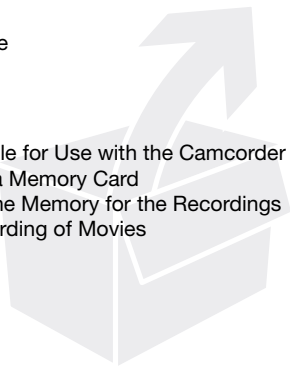 e
le for Use with the Camcorder
a Memory Card
he Memory for the Recordings
rding of Movies